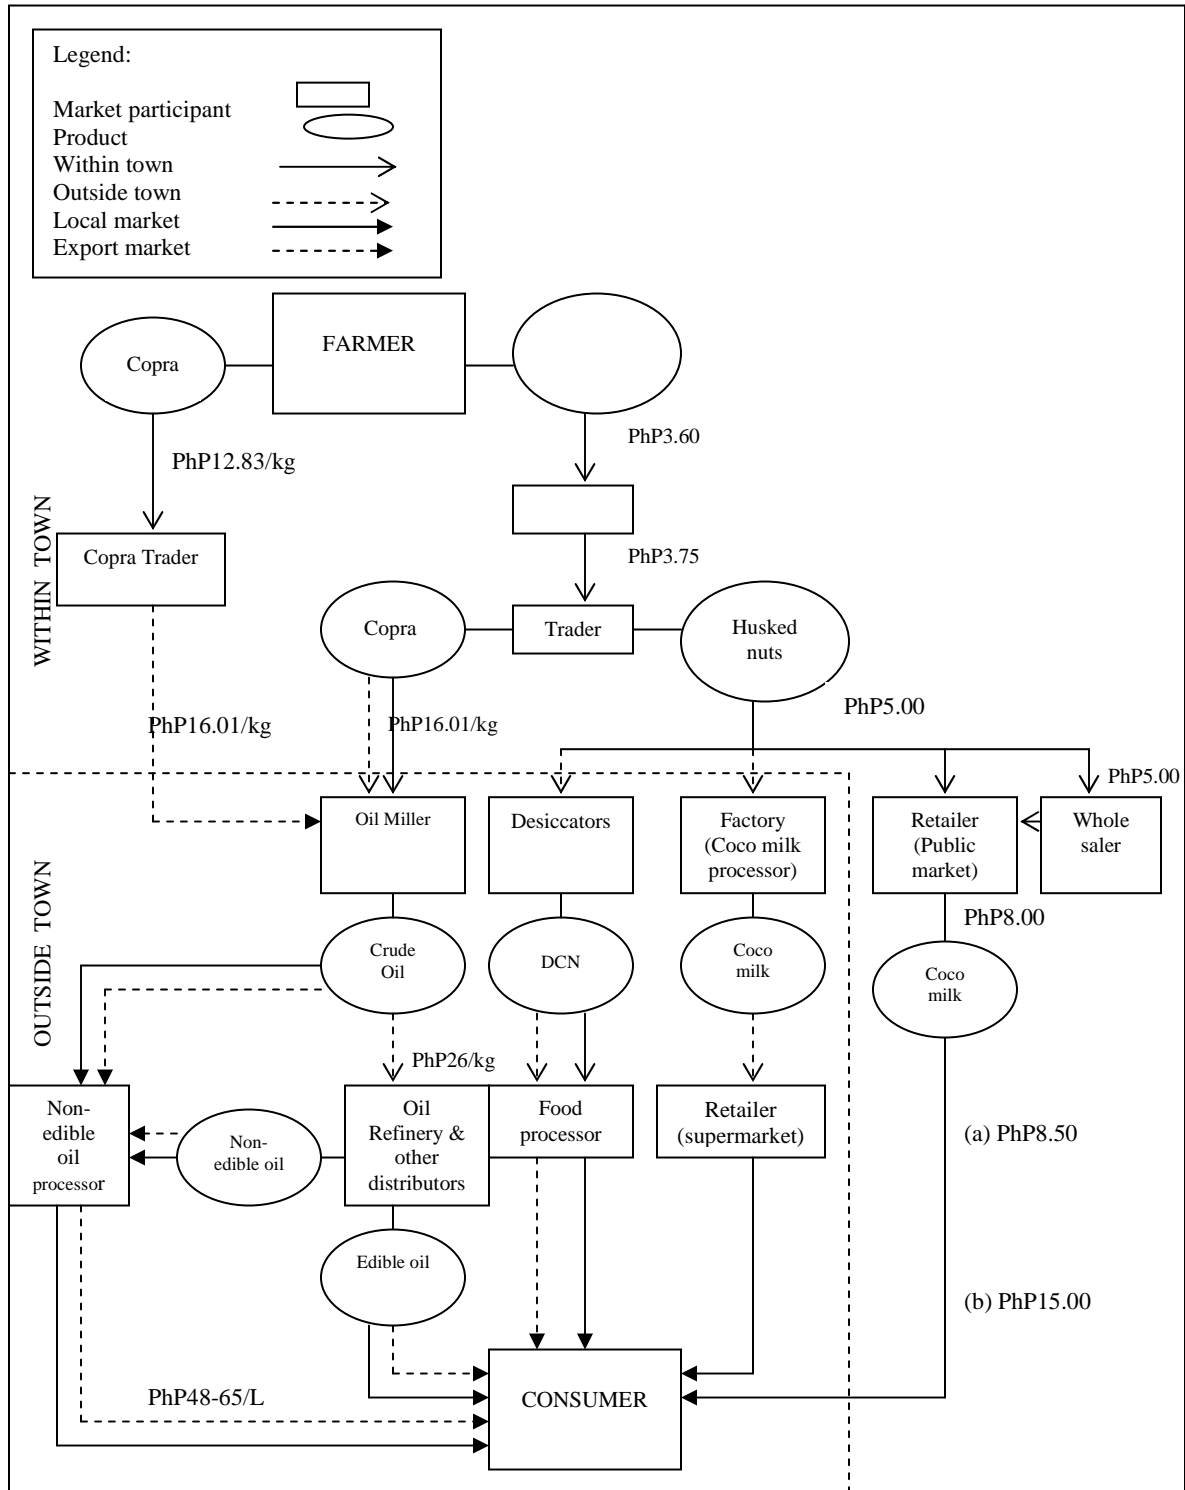 Legend:
Market participant
Product
Within town
Outside town
Local market
Export market
FARMER
Copra
PhP3.60
PhP12.83/kg
WITHIN TOWN
Copra Trader
PhP3.75
Copra
Trader
Husked
nuts
PhP5.00
PhP16.01/kg
PhP16.01/kg
PhP5.00
Oil Miller
Desiccators
Factory
(Coco milk
processor)
Retailer
(Public
market)
Whole
saler
PhP8.00
OUTSIDE TOWN
Crude
Oil
DCN
Coco
milk
Coco
milk
PhP26/kg
Non-
edible
oil
processor
Non-
edible oil
Oil
Refinery &
other
distributors
Food
processor
Retailer
(supermarket)
(a) PhP8.50
Edible oil
(b) PhP15.00
PhP48-65/L
CONSUMER